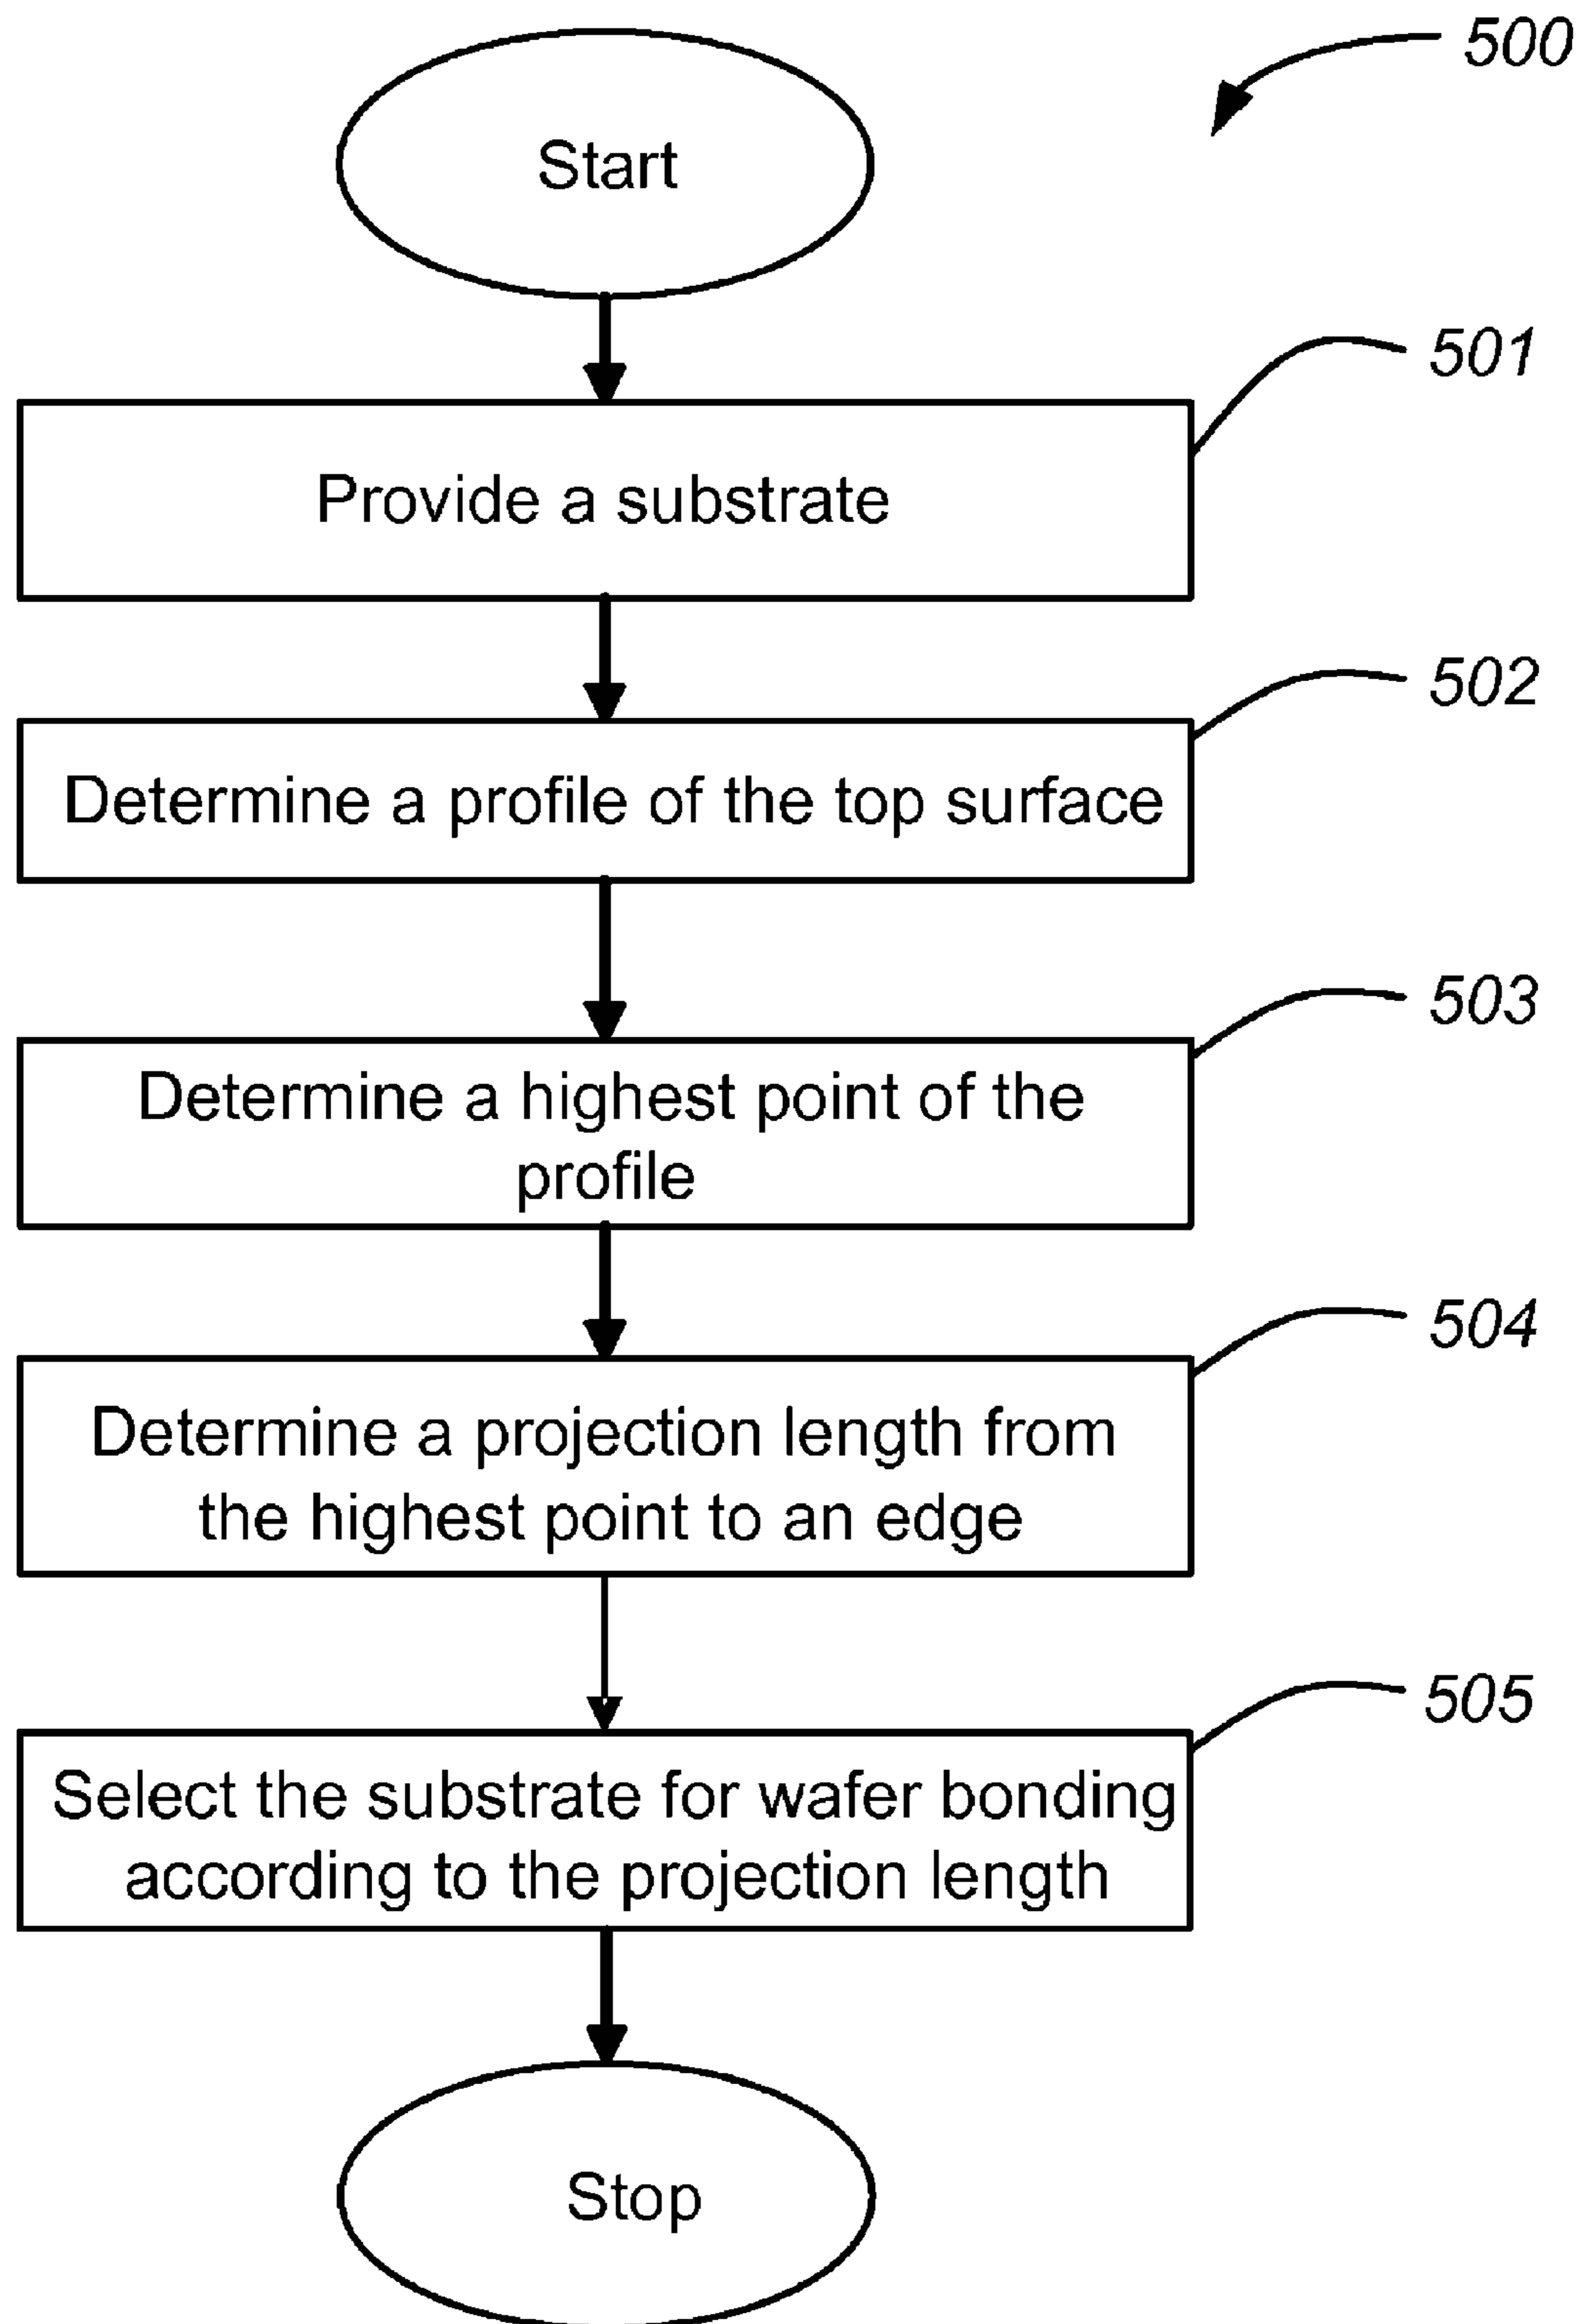 500
Start
501
Provide a substrate
502
Determine a profile of the top surface
503
Determine a highest point of the
profile
504
Determine a projection length from
the highest point to an edge
505
Select the substrate for wafer bonding
according to the projection length
Stop